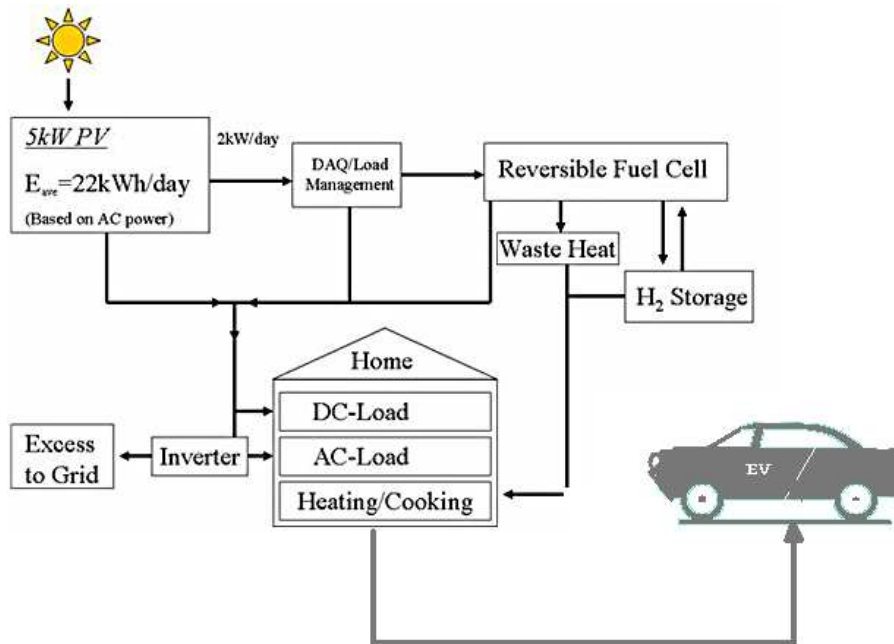 5kW PV
E_ave=22kWh/day
(Based on AC power)
2kW/day
DAQ/Load
Management
Reversible Fuel Cell
Waste Heat
H₂ Storage
Home
DC-Load
AC-Load
Heating/Cooking
Excess
to Grid
Inverter
EV